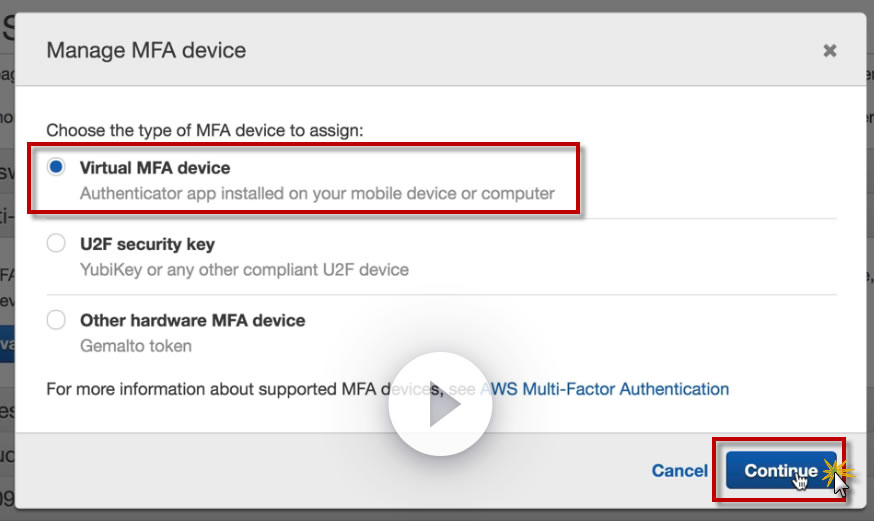 Manage MFA device
Choose the type of MFA device to assign:
Virtual MFA device
Authenticator app installed on your mobile device or computer
U2F security key
YubiKey or any other compliant U2F device
Other hardware MFA device
Gemalto token
For more information about supported MFA devices, see AWS Multi-Factor Authentication
Cancel Continue